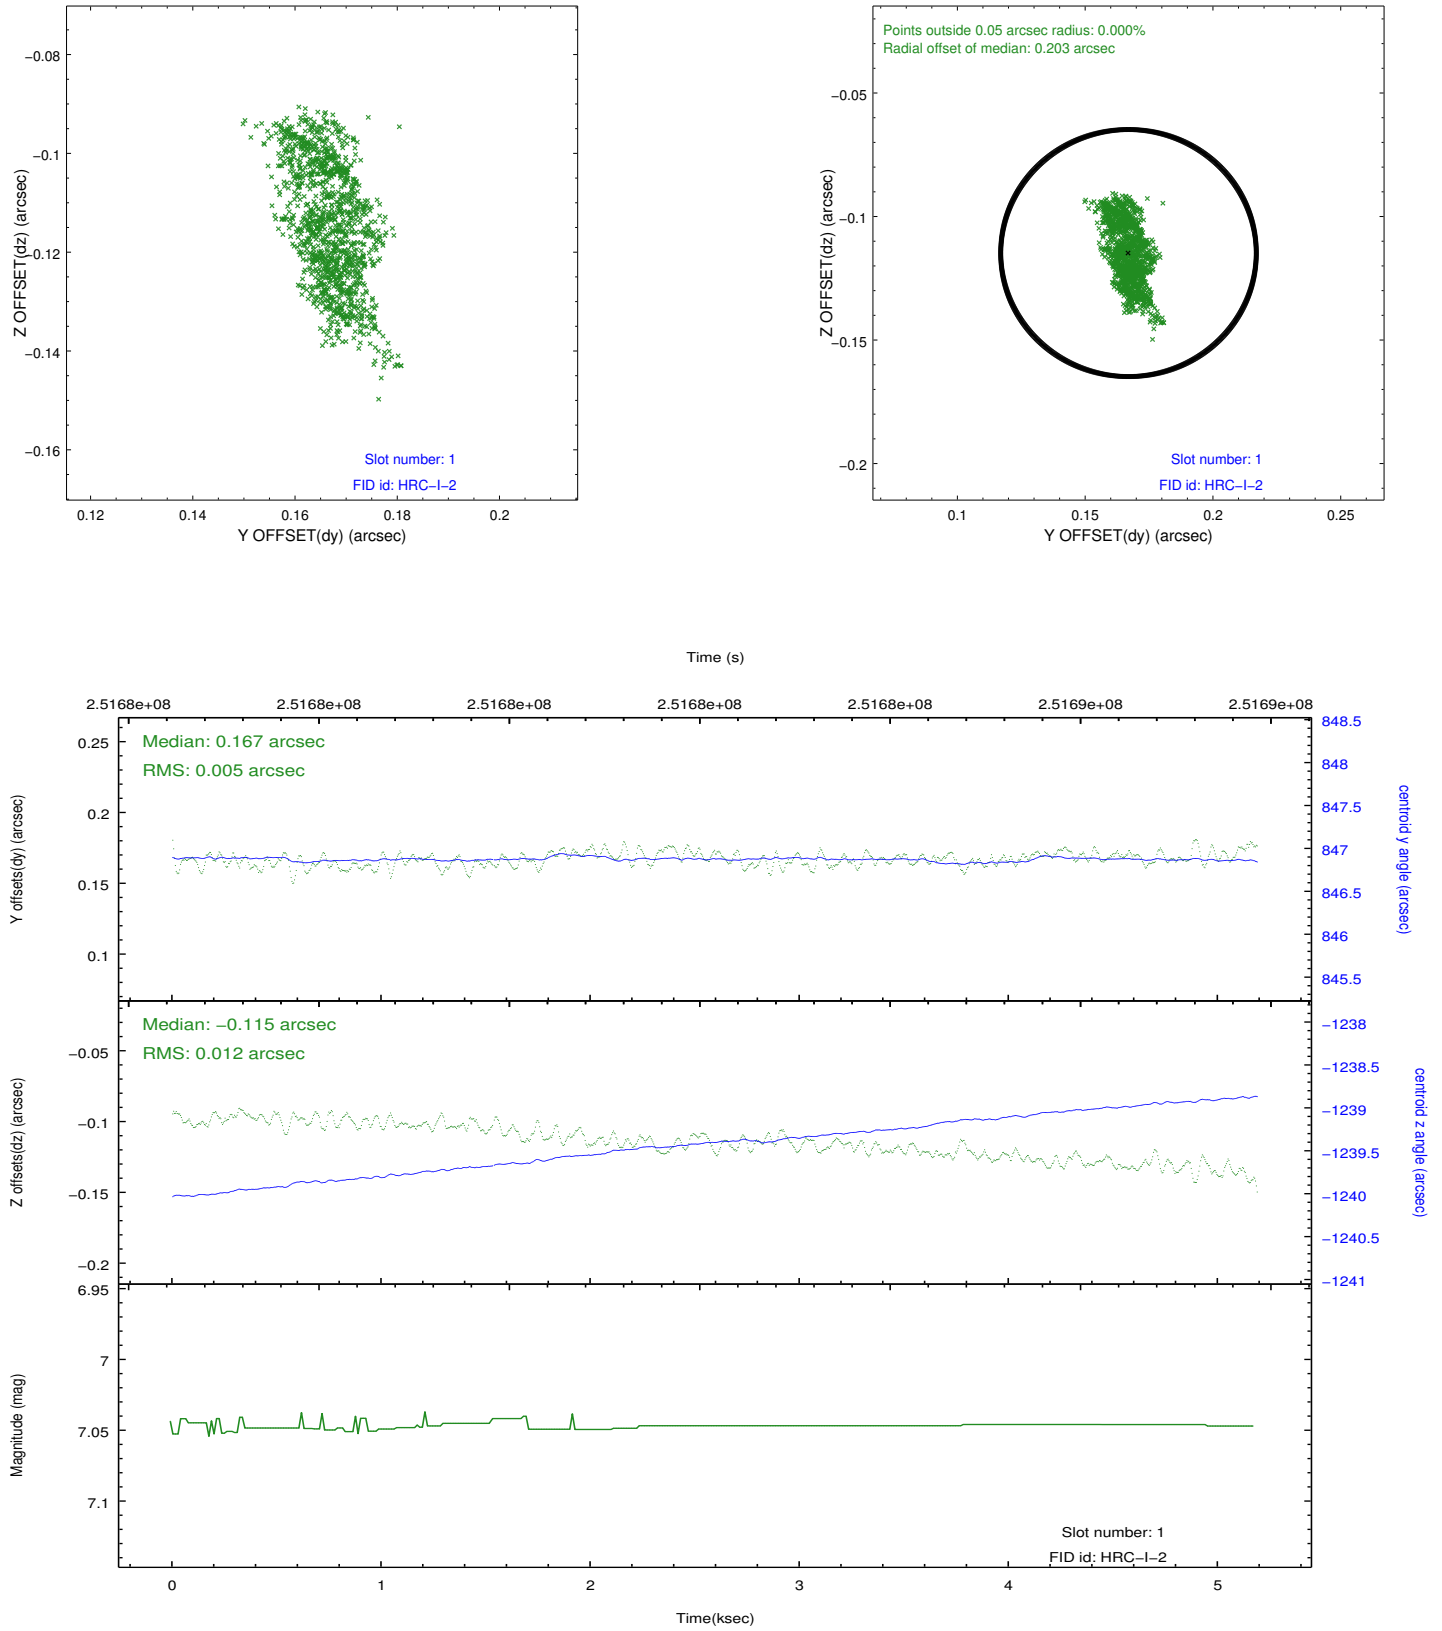 −0.08
−0.1
−0.12
−0.14
−0.16
Z OFFSET(dz) (arcsec)
Slot number: 1
FID id: HRC−I−2
0.12
0.14
0.16
0.18
0.2
Y OFFSET(dy) (arcsec)
Points outside 0.05 arcsec radius: 0.000%
Radial offset of median: 0.203 arcsec
−0.05
−0.1
−0.15
−0.2
Z OFFSET(dz) (arcsec)
Slot number: 1
FID id: HRC−I−2
0.1
0.15
0.2
0.25
Y OFFSET(dy) (arcsec)
Time (s)
2.5168e+08
2.5168e+08
2.5168e+08
2.5168e+08
2.5168e+08
2.5169e+08
2.5169e+08
Median: 0.167 arcsec
RMS: 0.005 arcsec
0.25
0.2
0.15
0.1
Y offsets(dy) (arcsec)
848.5
848
847.5
847
846.5
846
845.5
centroid y angle (arcsec)
Median: −0.115 arcsec
RMS: 0.012 arcsec
−0.05
−0.1
−0.15
−0.2
Z offsets(dz) (arcsec)
−1238
−1238.5
−1239
−1239.5
−1240
−1240.5
−1241
centroid z angle (arcsec)
6.95
7
7.05
7.1
Magnitude (mag)
Slot number: 1
FID id: HRC−I−2
0
1
2
3
4
5
Time(ksec)